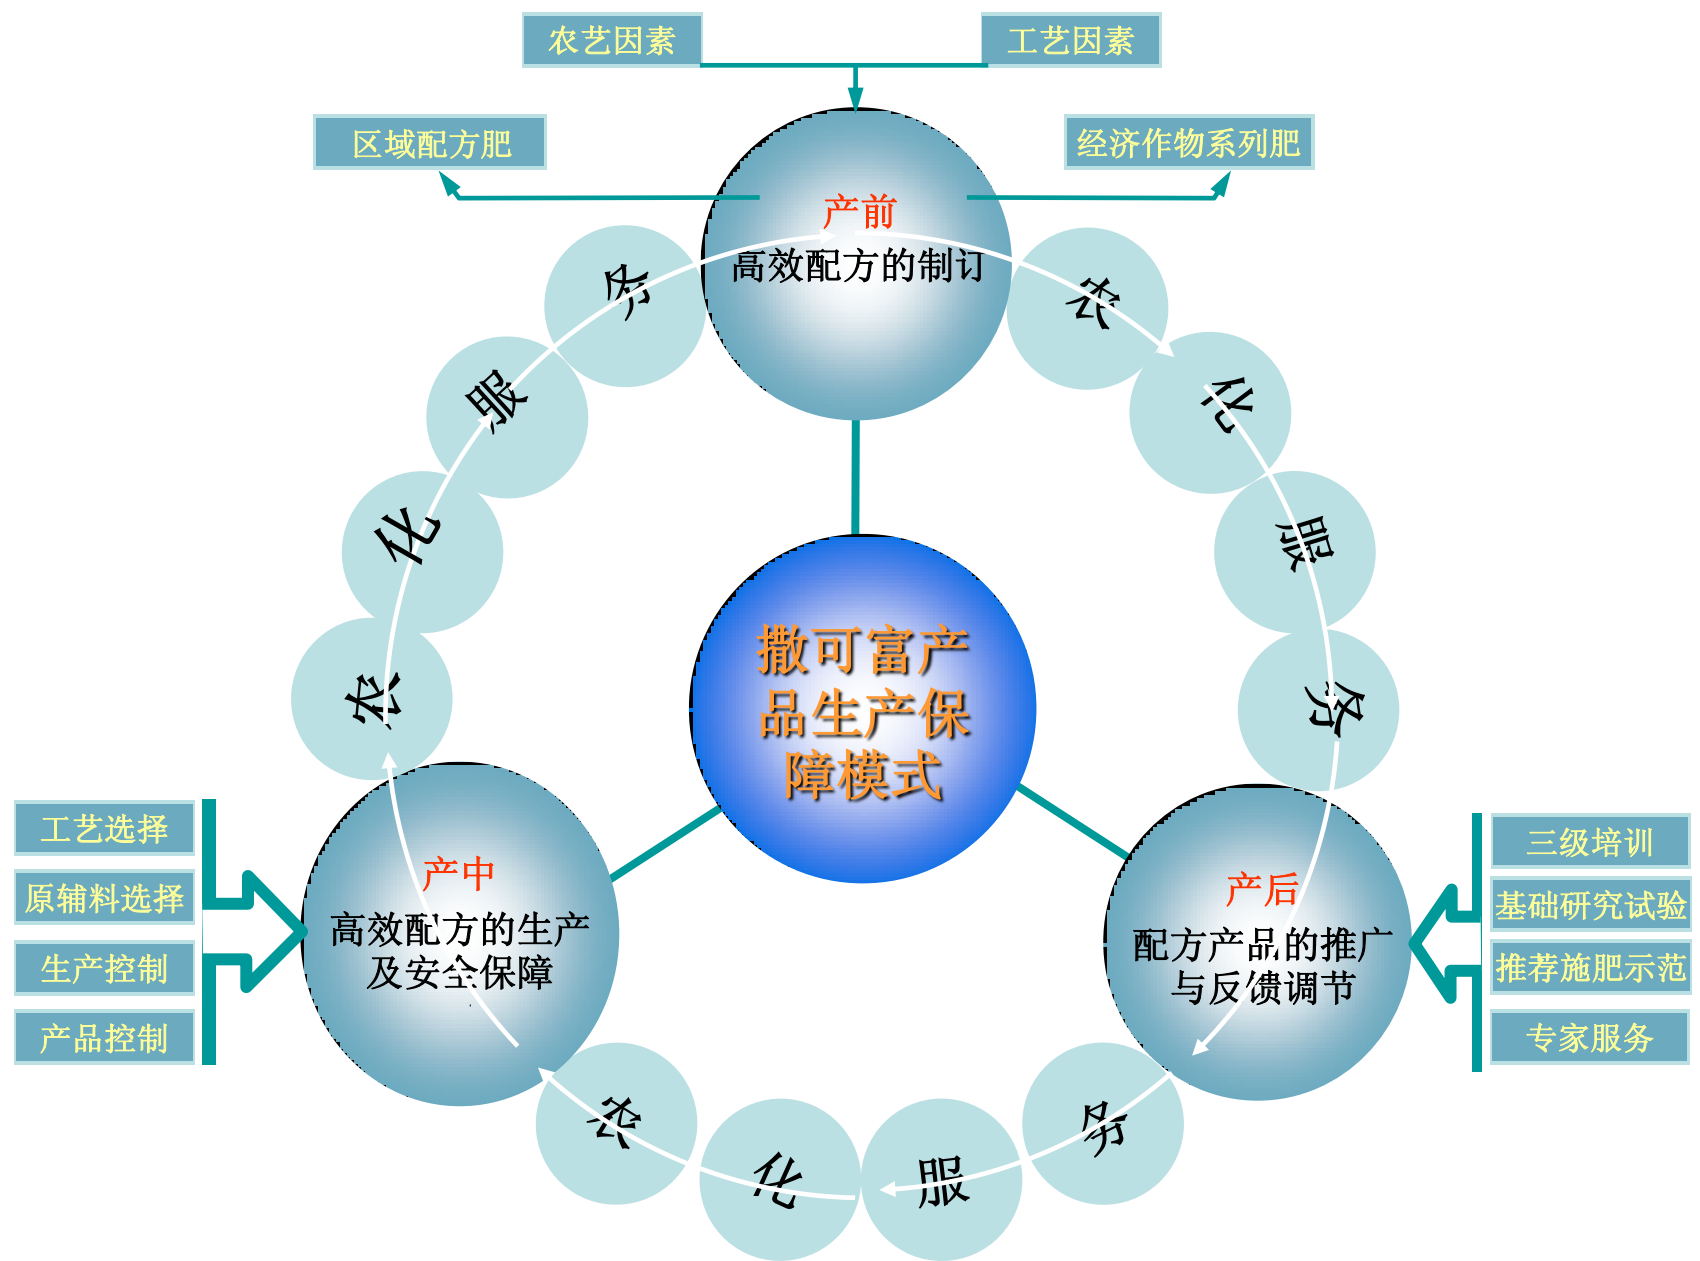 农艺因素
工艺因素
区域配方肥
经济作物系列肥
产前
高效配方的制订
农
化
服
务
农
化
服
务
撒可富产
品生产保
障模式
工艺选择
原辅料选择
生产控制
产品控制
产中
高效配方的生产
及安全保障
产后
配方产品的推广
与反馈调节
三级培训
基础研究试验
推荐施肥示范
专家服务
农
化
服
务